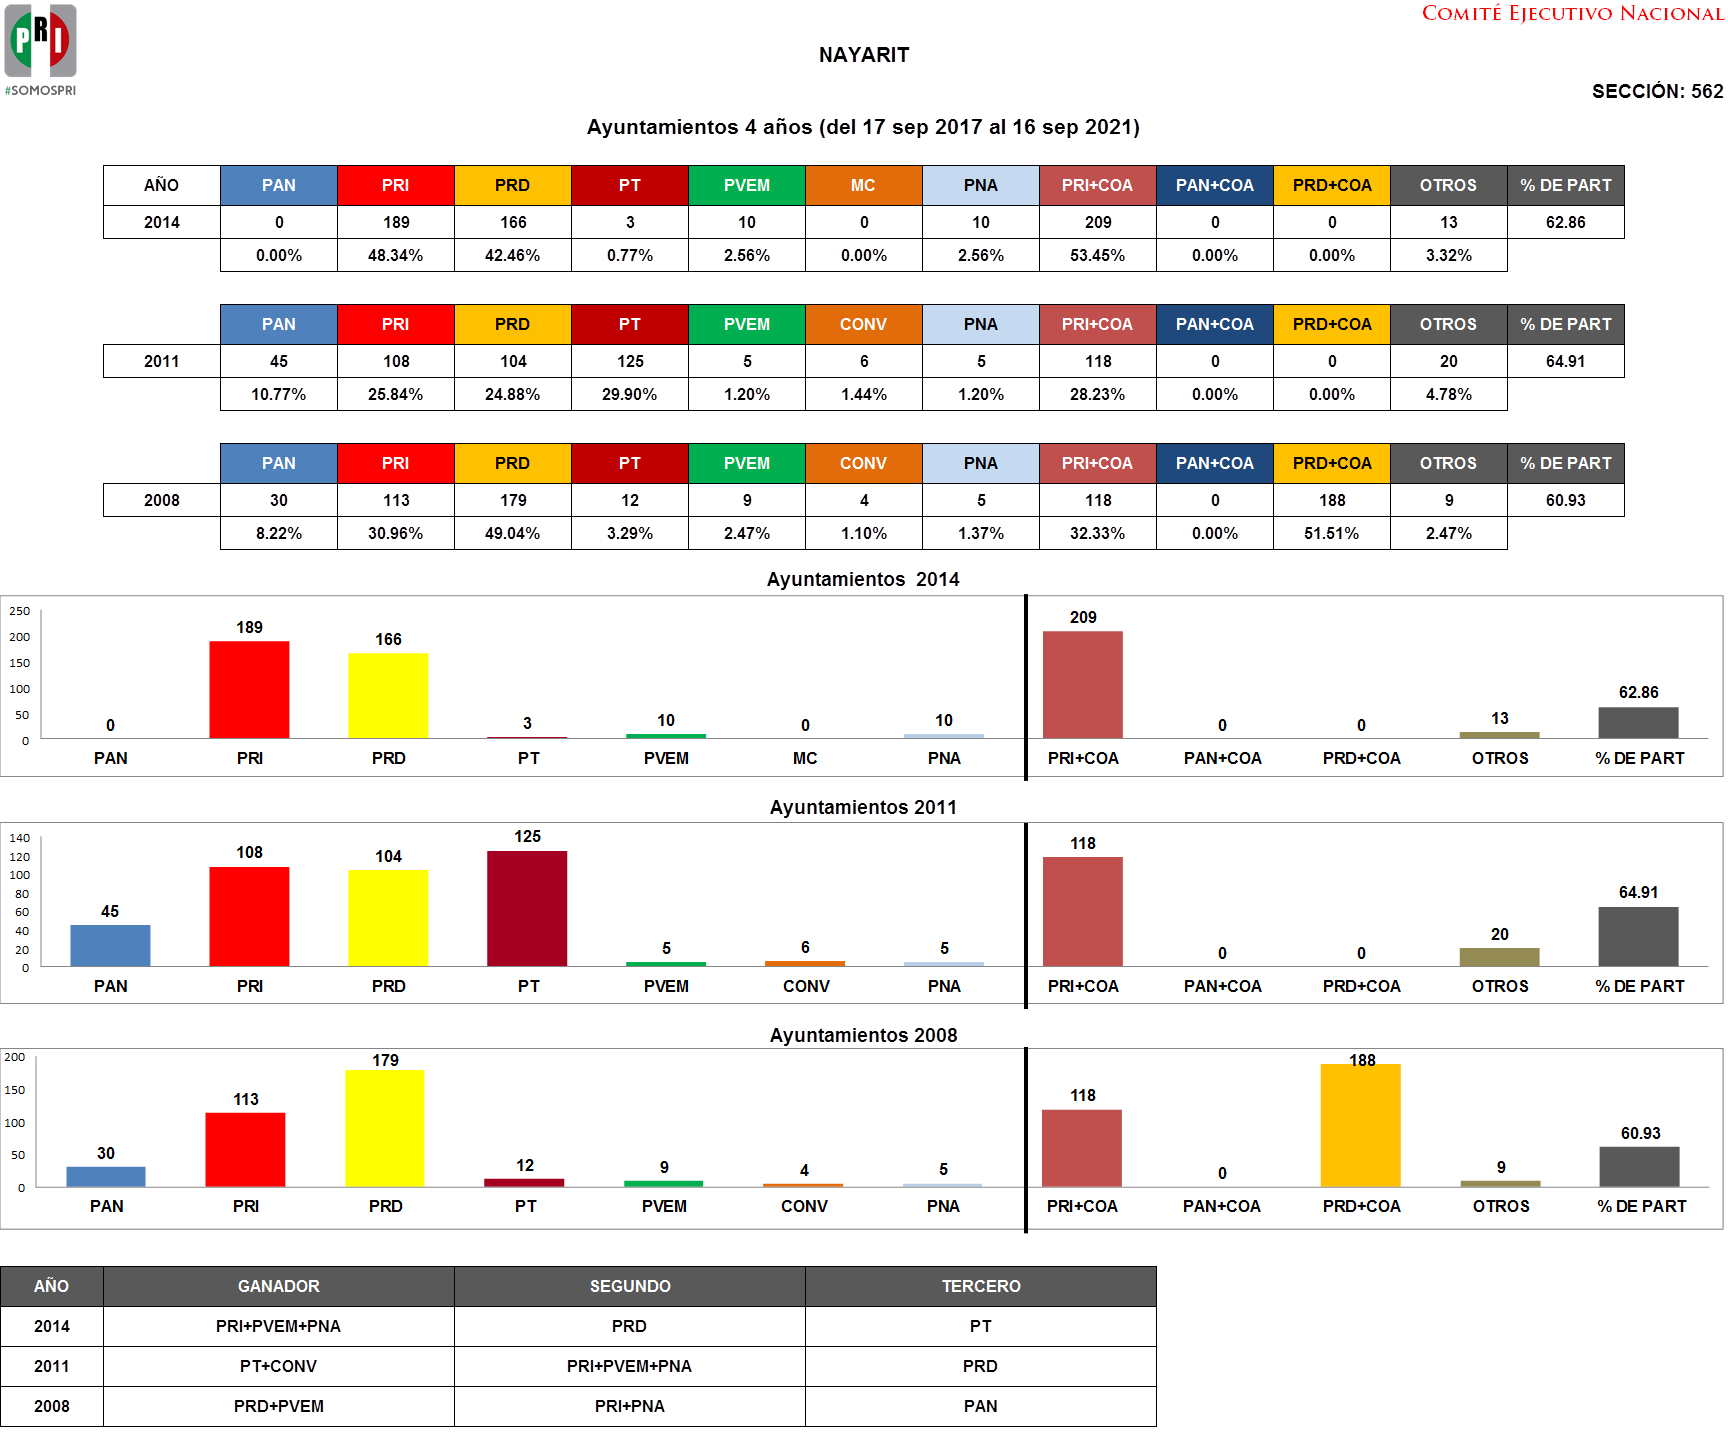 COMITÉ EJECUTIVO NACIONAL
PRI
#SOMOSPRI
NAYARIT
SECCIÓN: 562
Ayuntamientos 4 años (del 17 sep 2017 al 16 sep 2021)
AÑO PAN PRI PRD PT PVEM MC PNA PRI+COA PAN+COA PRD+COA OTROS % DE PART
2014 0 189 166 3 10 0 10 209 0 0 13 62.86
0.00% 48.34% 42.46% 0.77% 2.56% 0.00% 2.56% 53.45% 0.00% 0.00% 3.32%
PAN PRI PRD PT PVEM CONV PNA PRI+COA PAN+COA PRD+COA OTROS % DE PART
2011 45 108 104 125 5 6 5 118 0 0 20 64.91
10.77% 25.84% 24.88% 29.90% 1.20% 1.44% 1.20% 28.23% 0.00% 0.00% 4.78%
PAN PRI PRD PT PVEM CONV PNA PRI+COA PAN+COA PRD+COA OTROS % DE PART
2008 30 113 179 12 9 4 5 118 0 188 9 60.93
8.22% 30.96% 49.04% 3.29% 2.47% 1.10% 1.37% 32.33% 0.00% 51.51% 2.47%
Ayuntamientos 2014
250
200
150
100
50
0
0 189 166 3 10 0 10 209 0 0 13 62.86
PAN PRI PRD PT PVEM MC PNA PRI+COA PAN+COA PRD+COA OTROS % DE PART
Ayuntamientos 2011
140
120
100
80
60
40
20
0
45 108 104 125 5 6 5 118 0 0 20 64.91
PAN PRI PRD PT PVEM CONV PNA PRI+COA PAN+COA PRD+COA OTROS % DE PART
Ayuntamientos 2008
200
150
100
50
0
30 113 179 12 9 4 5 118 0 188 9 60.93
PAN PRI PRD PT PVEM CONV PNA PRI+COA PAN+COA PRD+COA OTROS % DE PART
AÑO GANADOR SEGUNDO TERCERO
2014 PRI+PVEM+PNA PRD PT
2011 PT+CONV PRI+PVEM+PNA PRD
2008 PRD+PVEM PRI+PNA PAN